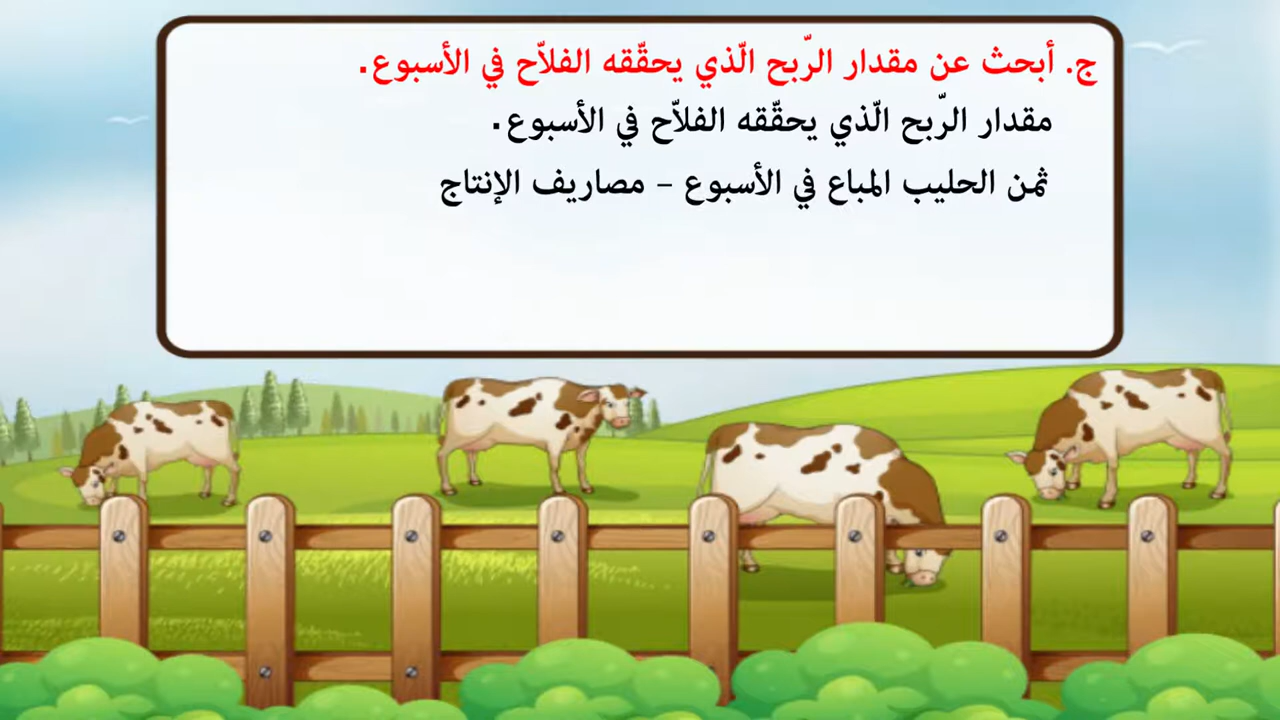 ج. أبحث عن مقدار الرّبح الّذي يحقّقه الفلاّح في الأسبوع.
مقدار الرّبح الّذي يحقّقه الفلاّح في الأسبوع.
ثمن الحليب المباع في الأسبوع – مصاريف الإنتاج